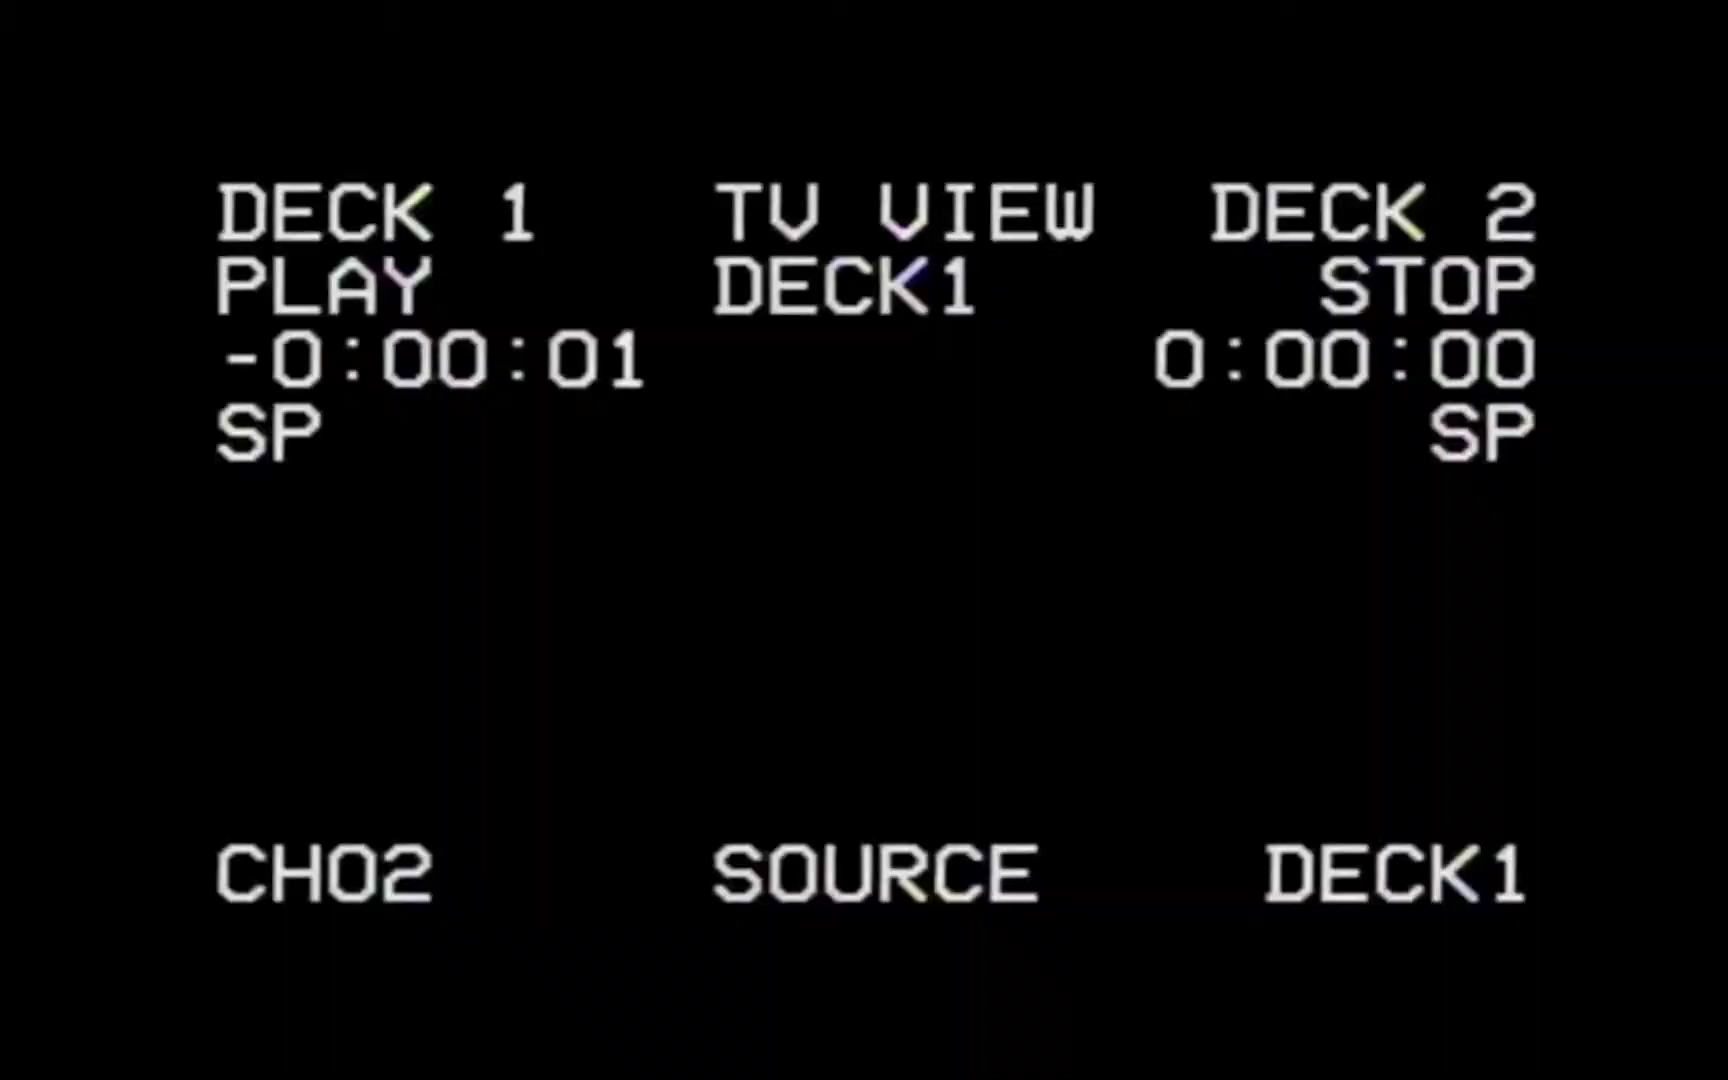 DECK 1 TV VIEW DECK 2
PLAY DECK1 STOP
-0:00:01 0:00:00
SP SP
CH02 SOURCE DECK1